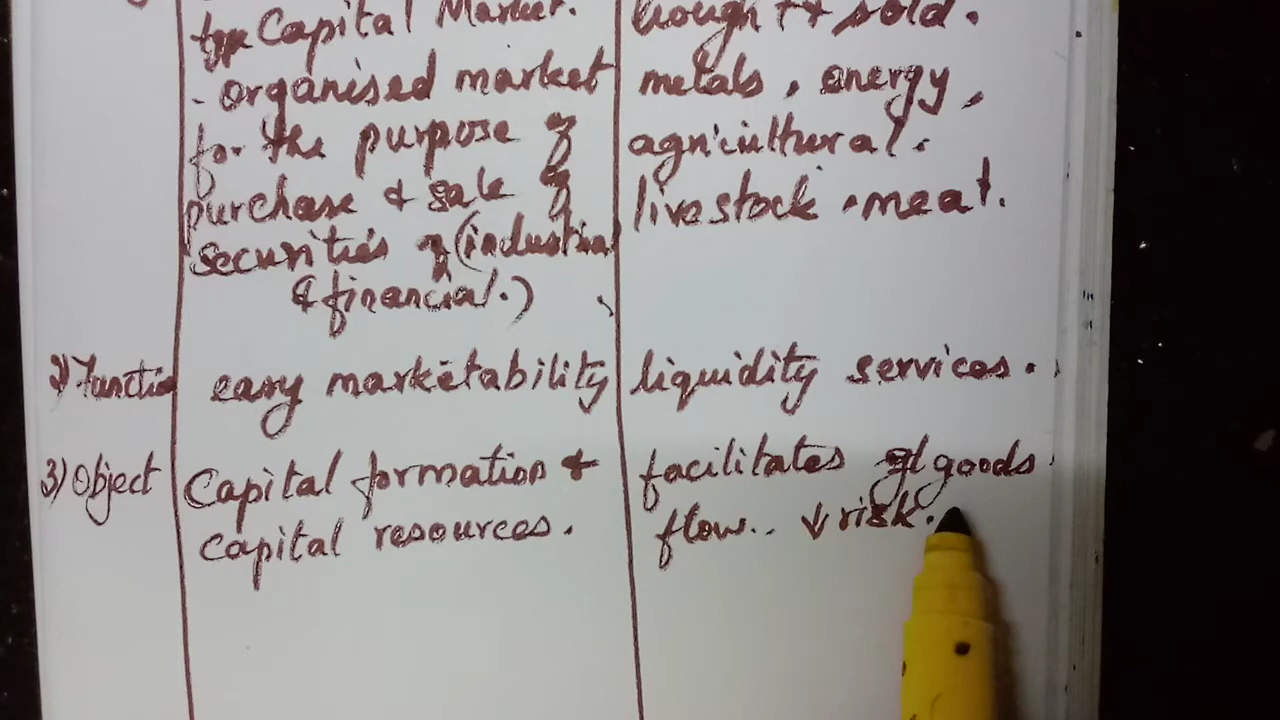 Capital Market.
- organised market
for the purpose of
purchase & sale of
securities of (industrial
& financial.)
bought & sold.
metals, energy,
agricultural.
livestock . meat.
2) Function
easy marketability
liquidity services.
3) Object
Capital formation &
capital resources.
facilitates goods
flow.. ↓ risk.